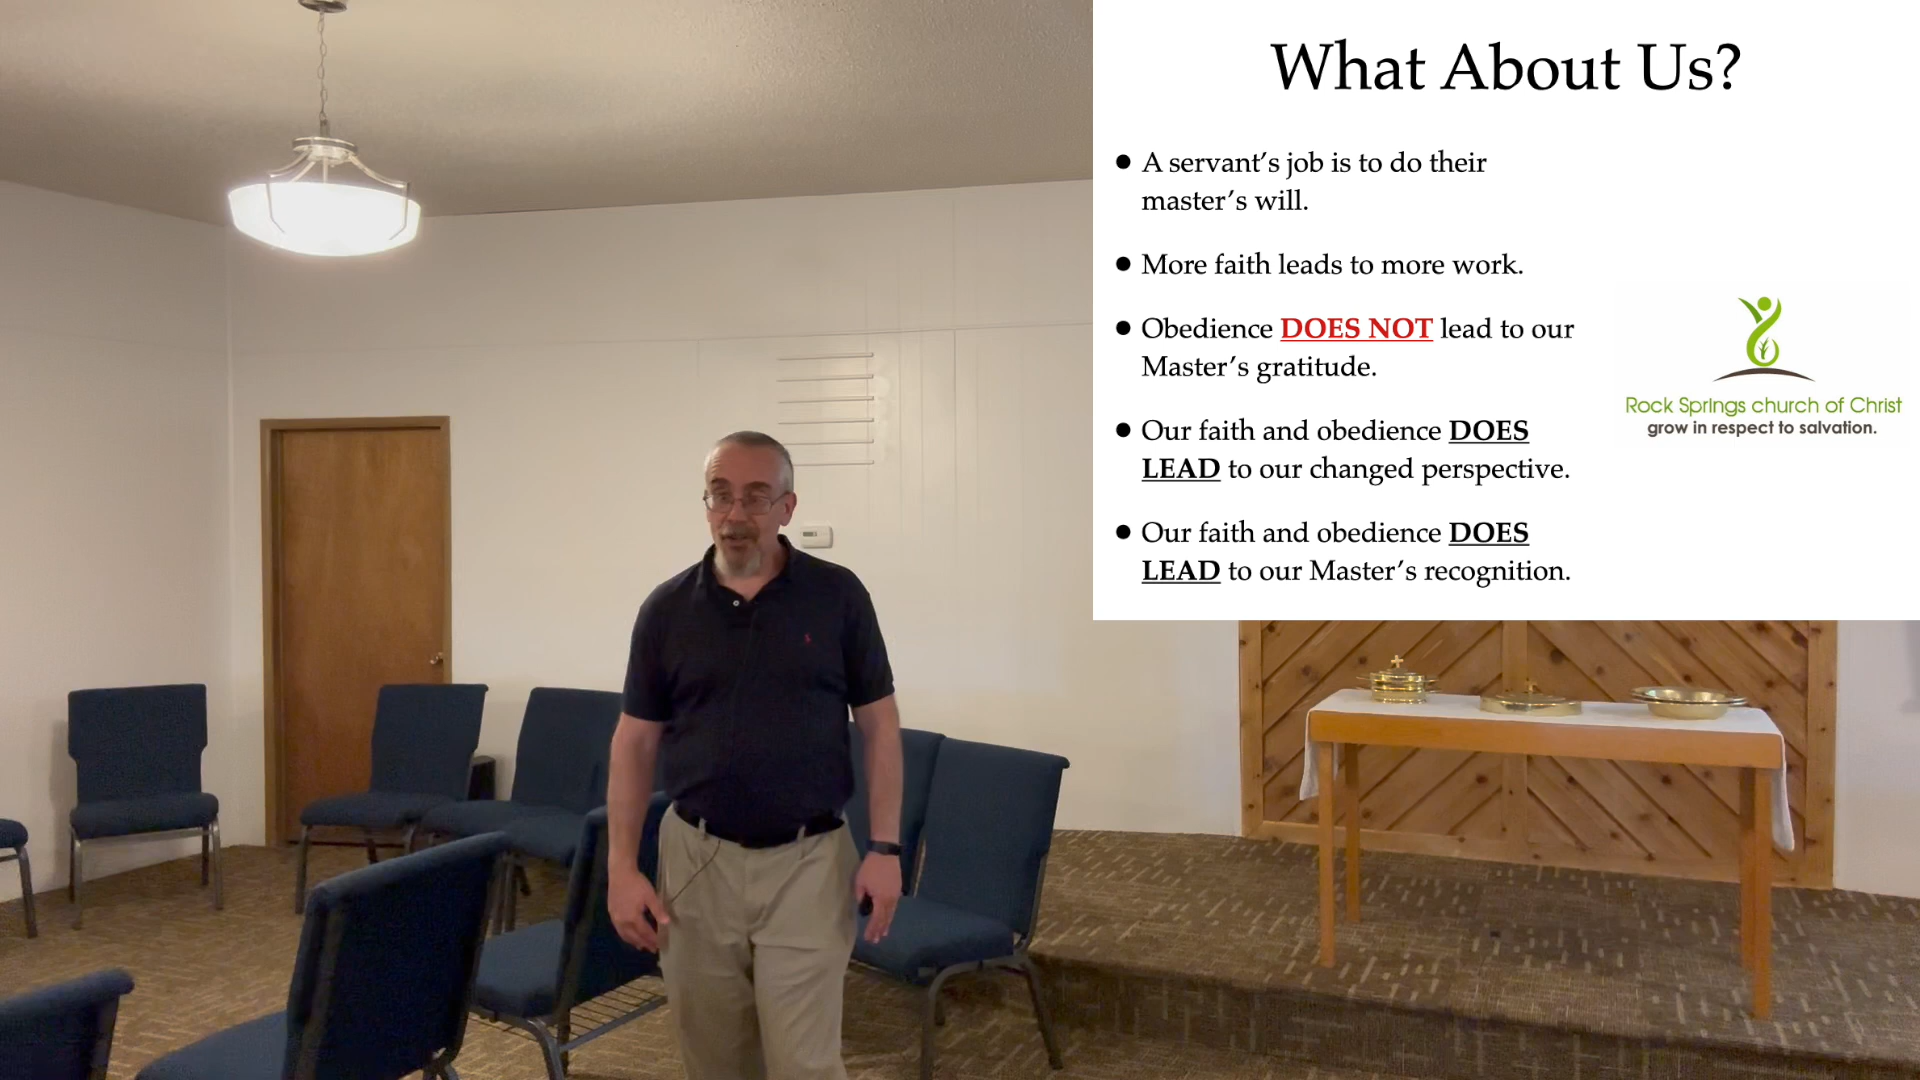 What About Us?
• A servant's job is to do their
master's will.
• More faith leads to more work.
• Obedience DOES NOT lead to our
Master's gratitude.
• Our faith and obedience DOES
LEAD to our changed perspective.
• Our faith and obedience DOES
LEAD to our Master's recognition.
Rock Springs church of Christ
grow in respect to salvation.